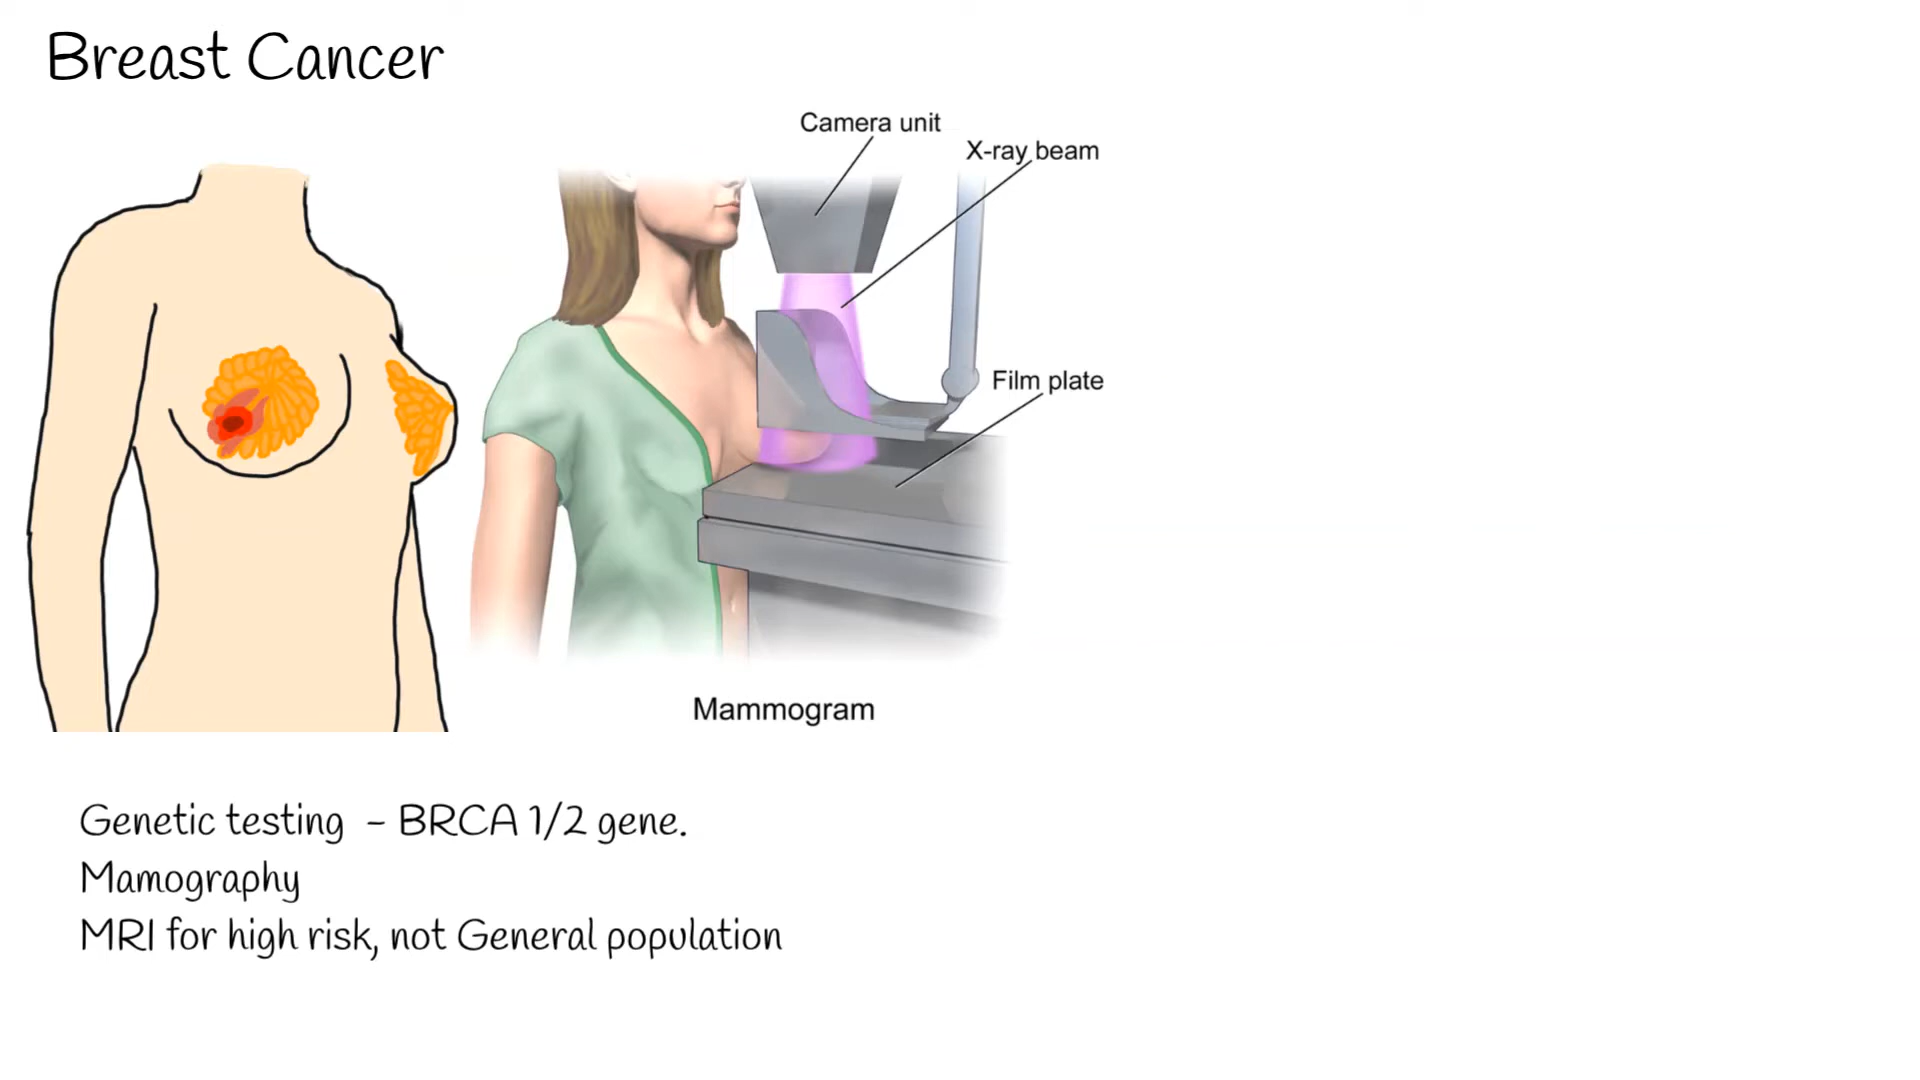 Breast Cancer
Camera unit
X-ray beam
Film plate
Mammogram
Genetic testing - BRCA 1/2 gene.
Mamography
MRI for high risk, not General population